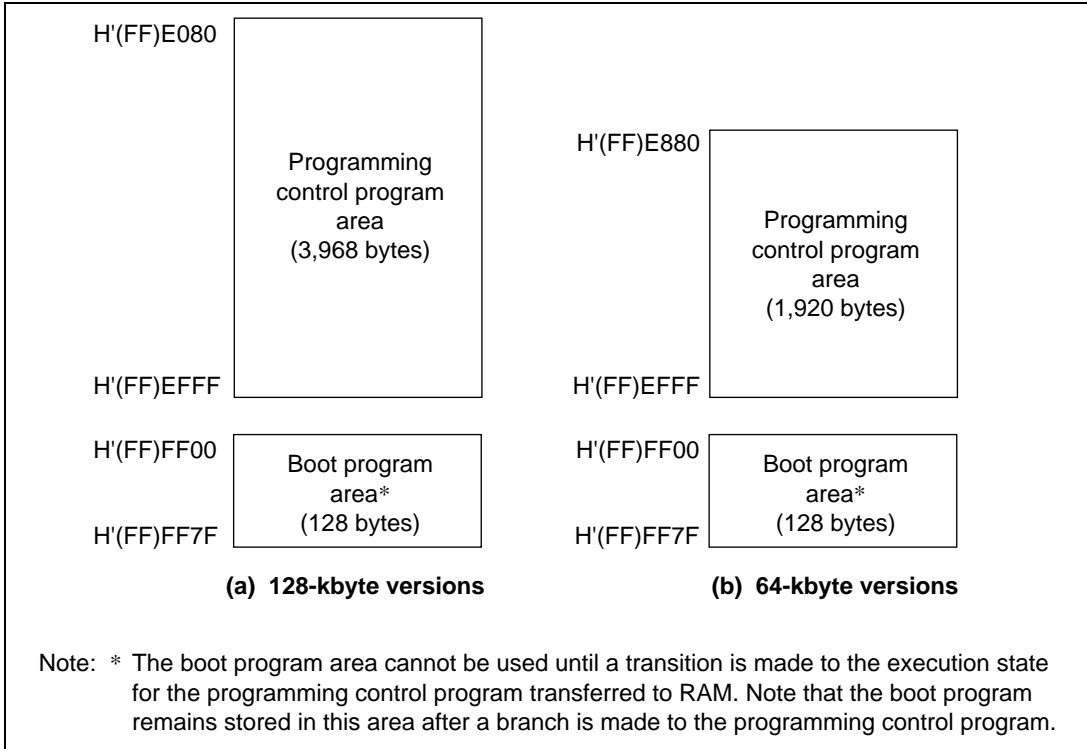 H'(FF)E080
Programming
control program
area
(3,968 bytes)
H'(FF)EFFF
H'(FF)FF00
Boot program
area*
(128 bytes)
H'(FF)FF7F
(a) 128-kbyte versions
H'(FF)E880
Programming
control program
area
(1,920 bytes)
H'(FF)EFFF
H'(FF)FF00
Boot program
area*
(128 bytes)
H'(FF)FF7F
(b) 64-kbyte versions
Note: * The boot program area cannot be used until a transition is made to the execution state
for the programming control program transferred to RAM. Note that the boot program
remains stored in this area after a branch is made to the programming control program.